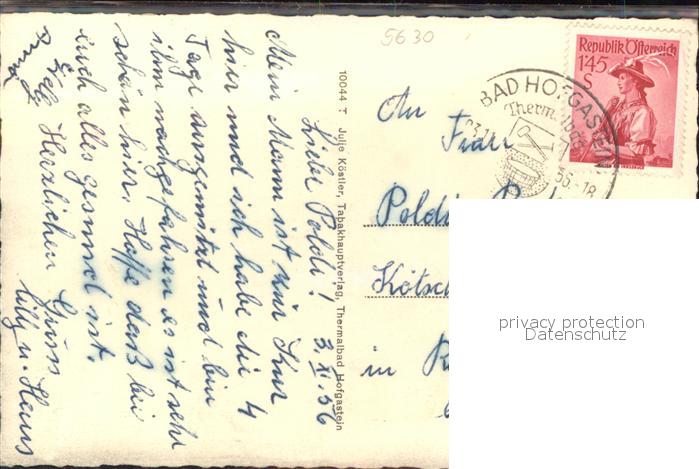 5630
Liebe Poldi! 3. XI. 56
Mein Mann ist zur Kur
hier und ich habe die 4
Tage ausgenützt und bin
ihm nachgefahren es ist sehr
schön hier. Hoffe daß bei
euch alles gesund ist.
Herzlichen Gruss
Lilly u. Hans
10044 T Julie Köstler, Tabakhauptverlag, Thermalbad Hofgastein
An
Frau
Poldi
Kötsch
in
Republik Österreich
1'45
S
BAD HOFGASTEIN
Thermalbad
privacy protection
Datenschutz